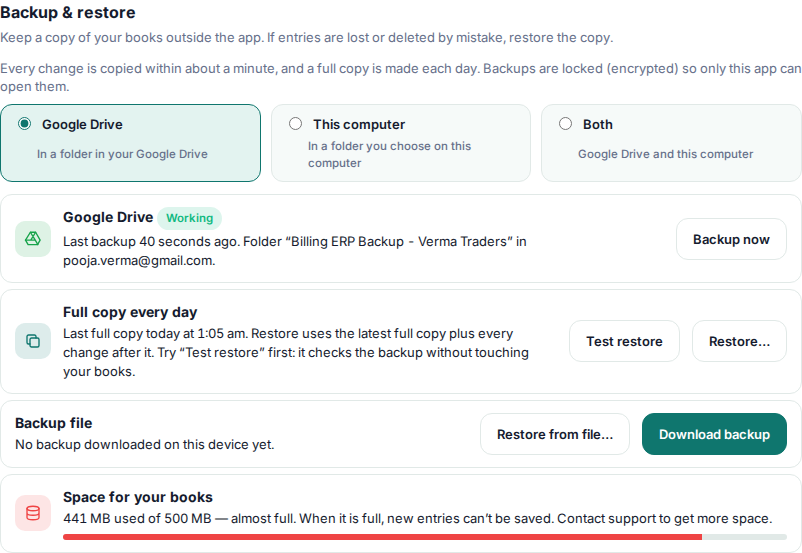 Backup & restore
Keep a copy of your books outside the app. If entries are lost or deleted by mistake, restore the copy.
Every change is copied within about a minute, and a full copy is made each day. Backups are locked (encrypted) so only this app can
open them.
Google Drive
In a folder in your Google Drive
This computer
In a folder you choose on this
computer
Both
Google Drive and this computer
Google Drive Working
Last backup 40 seconds ago. Folder “Billing ERP Backup - Verma Traders” in
pooja.verma@gmail.com.
Backup now
Full copy every day
Last full copy today at 1:05 am. Restore uses the latest full copy plus every
change after it. Try “Test restore” first: it checks the backup without touching
your books.
Test restore
Restore...
Backup file
No backup downloaded on this device yet.
Restore from file...
Download backup
Space for your books
441 MB used of 500 MB — almost full. When it is full, new entries can’t be saved. Contact support to get more space.